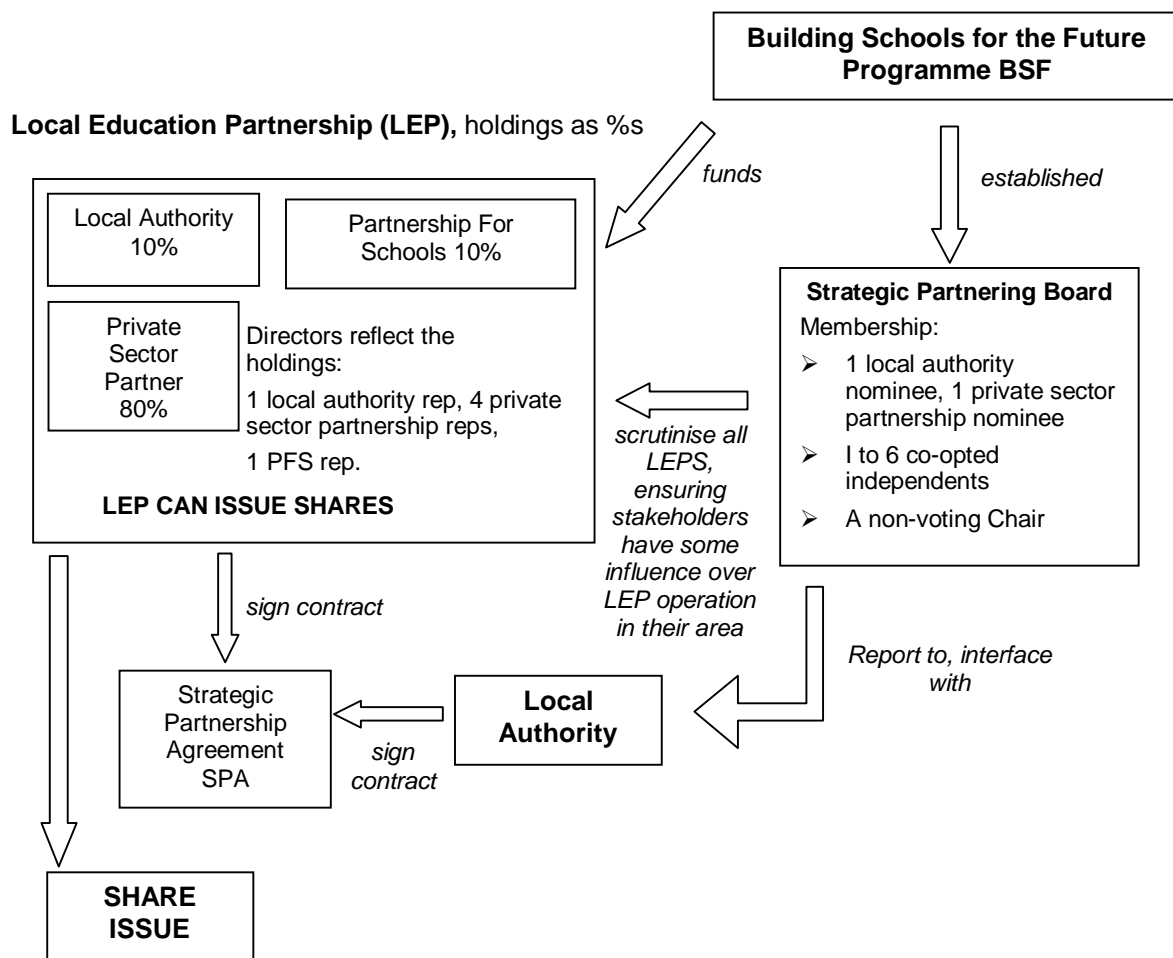 Building Schools for the Future
Programme BSF
Local Education Partnership (LEP), holdings as %s
funds
established
Local Authority
10%
Partnership For
Schools 10%
Private
Sector
Partner
80%
Directors reflect the
holdings:
1 local authority rep, 4 private
sector partnership reps,
1 PFS rep.
LEP CAN ISSUE SHARES
Strategic Partnering Board
Membership:
➢ 1 local authority
nominee, 1 private sector
partnership nominee
➢ I to 6 co-opted
independents
➢ A non-voting Chair
scrutinise all
LEPS,
ensuring
stakeholders
have some
influence over
LEP operation
in their area
sign contract
Report to, interface
with
Strategic
Partnership
Agreement
SPA
sign
contract
Local
Authority
SHARE
ISSUE